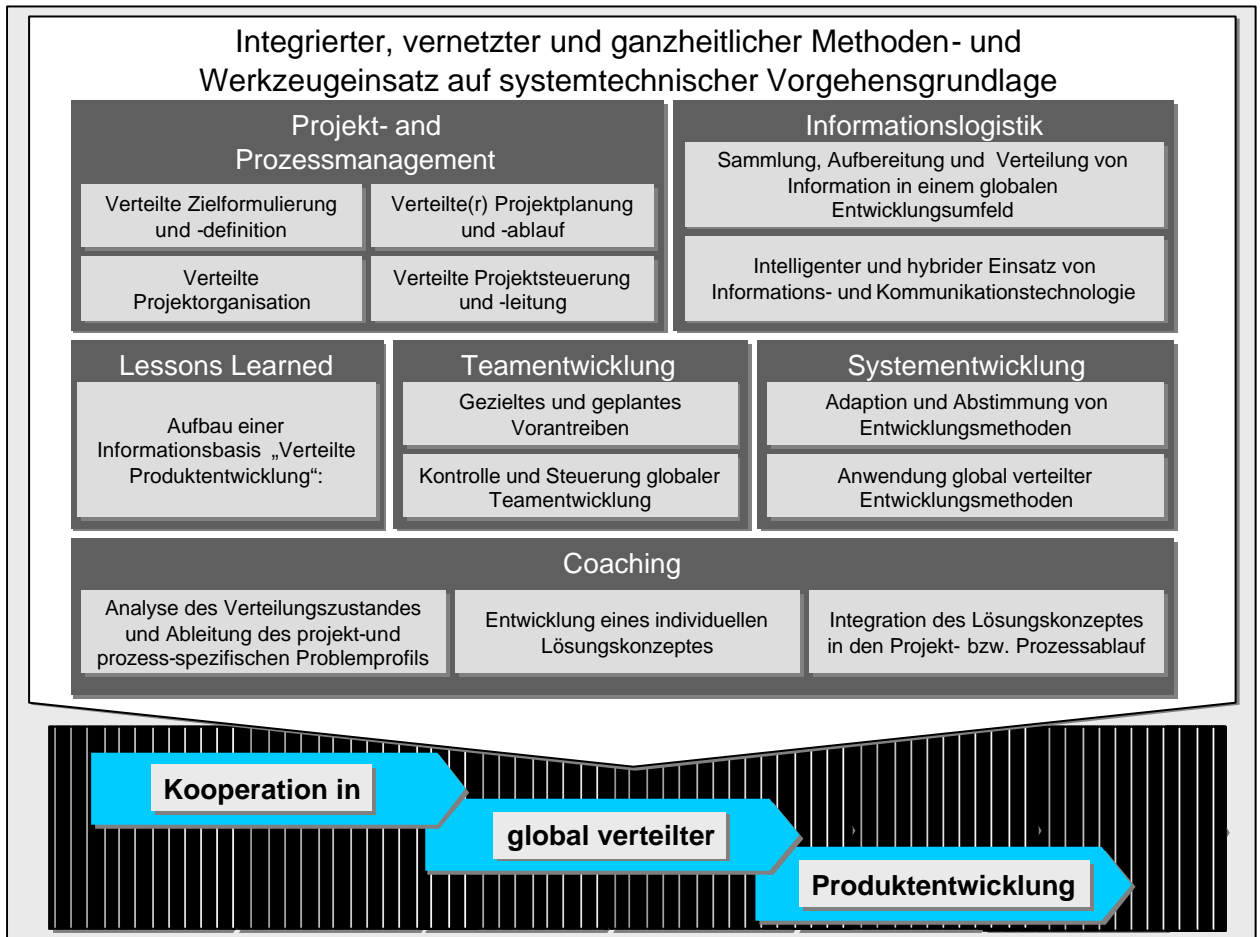 Integrierter, vernetzter und ganzheitlicher Methoden- und
Werkzeugeinsatz auf systemtechnischer Vorgehensgrundlage
Projekt- and
Prozessmanagement
Verteilte Zielformulierung
und -definition
Verteilte(r) Projektplanung
und -ablauf
Verteilte
Projektorganisation
Verteilte Projektsteuerung
und -leitung
Informationslogistik
Sammlung, Aufbereitung und Verteilung von
Information in einem globalen
Entwicklungsumfeld
Intelligenter und hybrider Einsatz von
Informations- und Kommunikationstechnologie
Lessons Learned
Aufbau einer
Informationsbasis „Verteilte
Produktentwicklung“:
Teamentwicklung
Gezieltes und geplantes
Vorantreiben
Kontrolle und Steuerung globaler
Teamentwicklung
Systementwicklung
Adaption und Abstimmung von
Entwicklungsmethoden
Anwendung global verteilter
Entwicklungsmethoden
Coaching
Analyse des Verteilungszustandes
und Ableitung des projekt-und
prozess-spezifischen Problemprofils
Entwicklung eines individuellen
Lösungskonzeptes
Integration des Lösungskonzeptes
in den Projekt- bzw. Prozessablauf
Kooperation in
global verteilter
Produktentwicklung